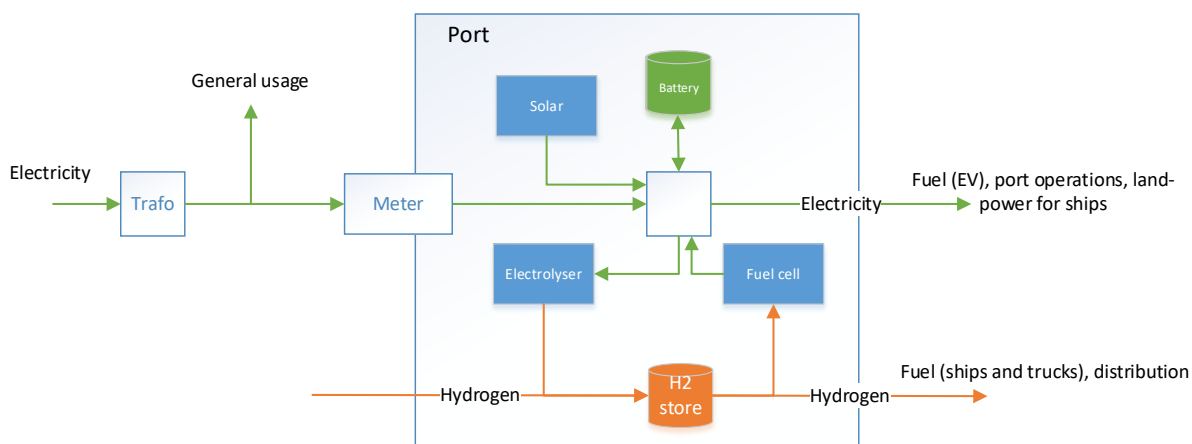 Port
General usage
Solar
Battery
Electricity
Trafo
Meter
Electricity
Fuel (EV), port operations, land-
power for ships
Electrolyser
Fuel cell
Hydrogen
H2
store
Hydrogen
Fuel (ships and trucks), distribution